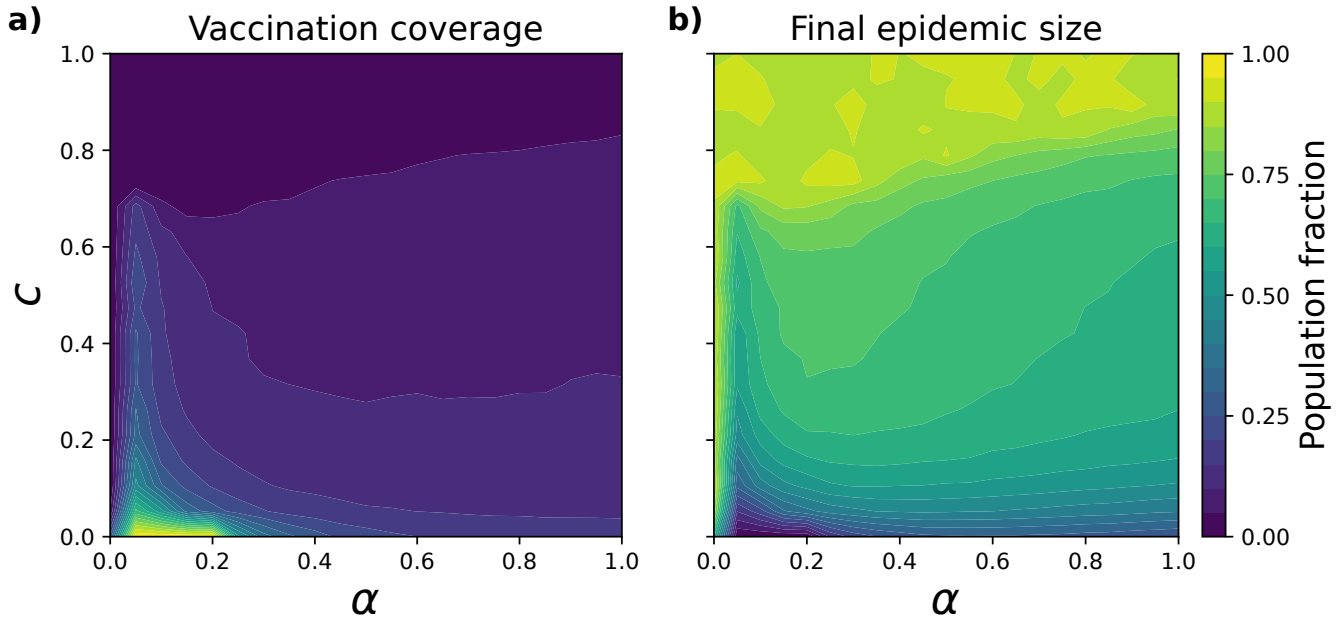 a)
Vaccination coverage
1.0
0.8
0.6
0.4
0.2
0.0
c
0.0 0.2 0.4 0.6 0.8 1.0
α
b)
Final epidemic size
0.0 0.2 0.4 0.6 0.8 1.0
α
1.00
0.75
0.50
0.25
0.00
Population fraction